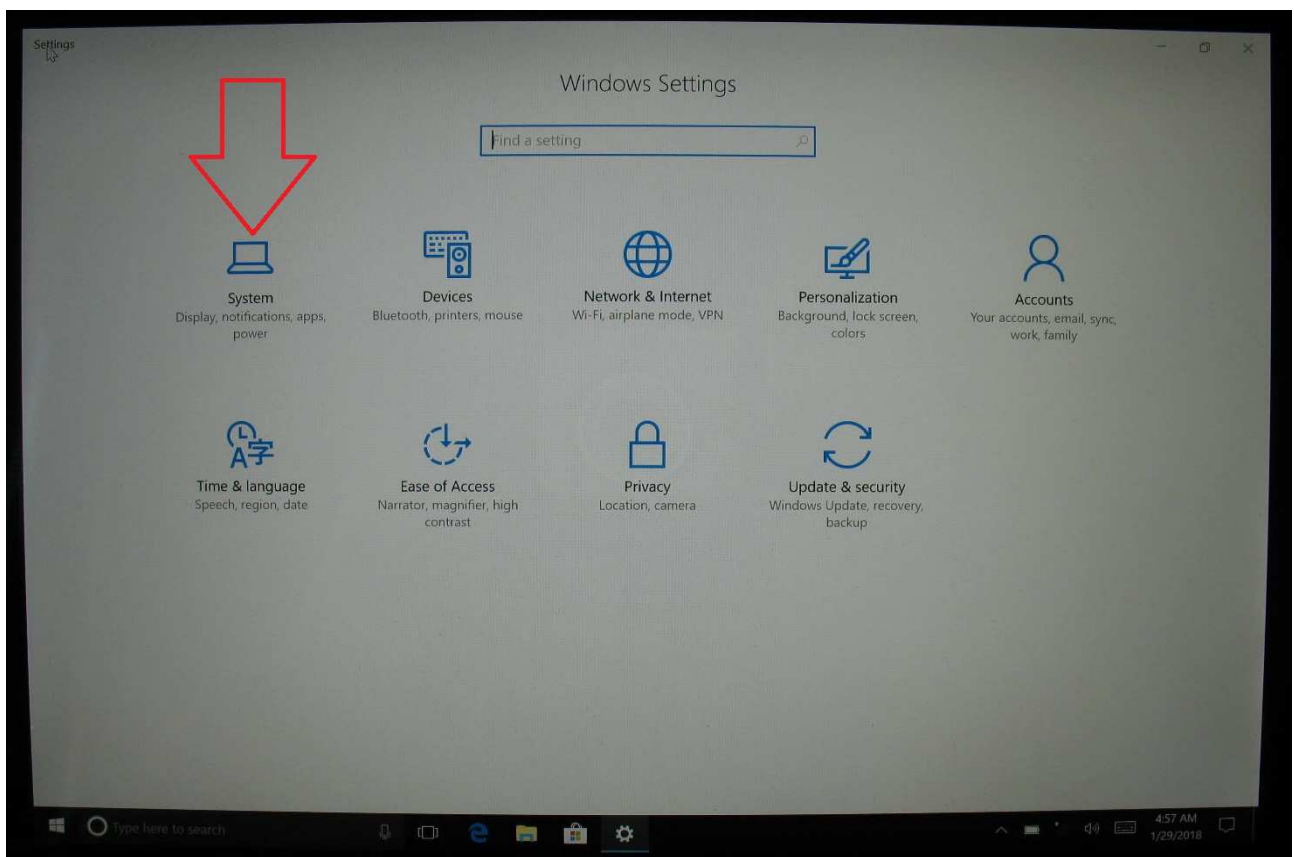 Settings
Windows Settings
Find a setting
System
Display, notifications, apps,
power
Devices
Bluetooth, printers, mouse
Network & Internet
Wi-Fi, airplane mode, VPN
Personalization
Background, lock screen,
colors
Accounts
Your accounts, email, sync,
work, family
A字
Time & language
Speech, region, date
Ease of Access
Narrator, magnifier, high
contrast
Privacy
Location, camera
Update & security
Windows Update, recovery,
backup
Type here to search
4:57 AM
1/29/2018